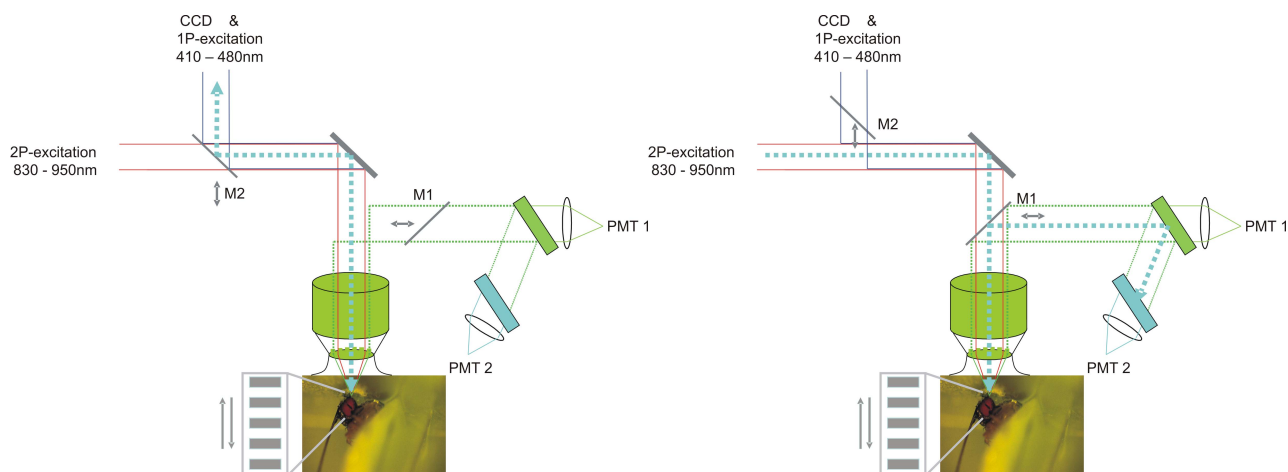 CCD &
1P-excitation
410 – 480nm
2P-excitation
830 - 950nm
M2
M1
PMT 1
PMT 2
CCD &
1P-excitation
410 – 480nm
M2
2P-excitation
830 - 950nm
M1
PMT 1
PMT 2